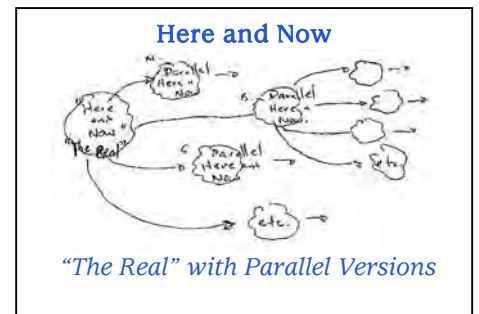 Here and Now
"Here
and
Now"
"The Real"
A.
Parallel
Here +
Now
B.
Parallel
Here +
Now.
etc.
Parallel
Here and
Now
etc.
“The Real” with Parallel Versions